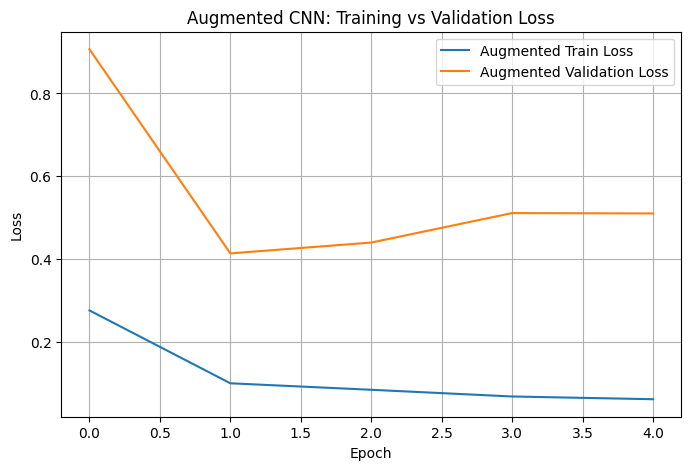 Augmented CNN: Training vs Validation Loss
Augmented Train Loss
Augmented Validation Loss
0.8
0.6
0.4
0.2
Loss
0.0 0.5 1.0 1.5 2.0 2.5 3.0 3.5 4.0
Epoch